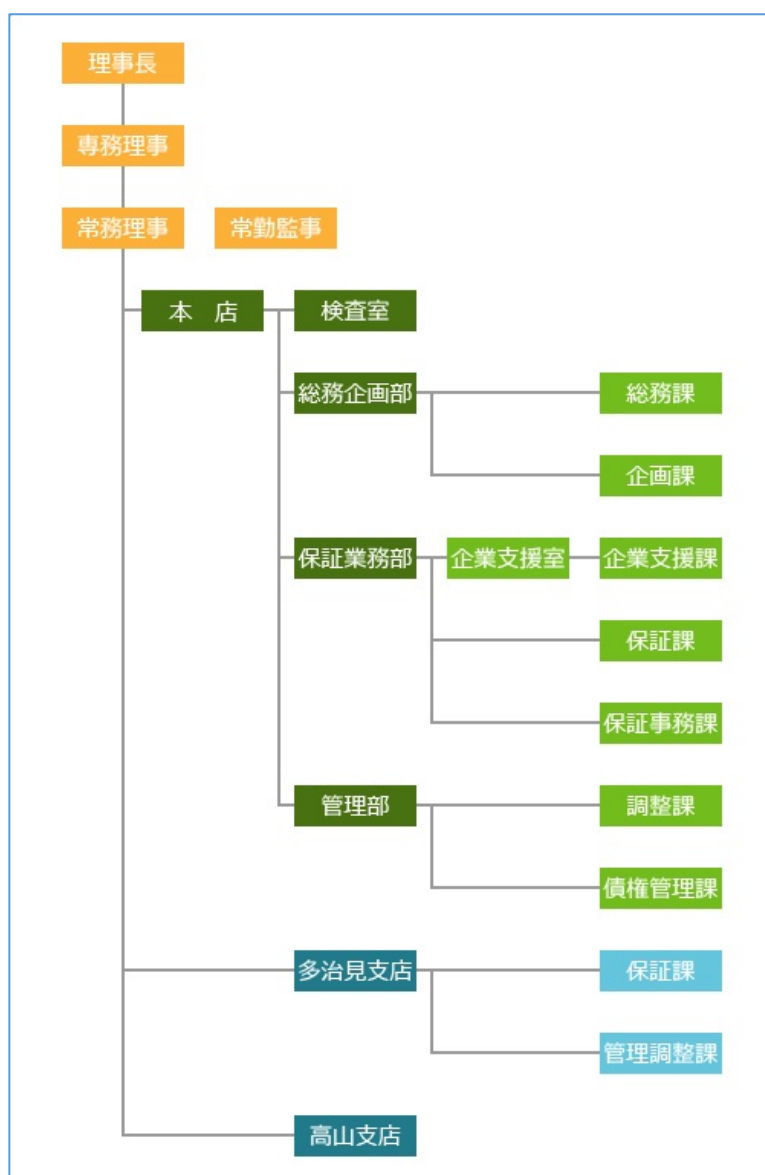 理事長
専務理事
常務理事 常勤監事
本　店 検査室
総務企画部 総務課
企画課
保証業務部 企業支援室 企業支援課
保証課
保証事務課
管理部 調整課
債権管理課
多治見支店 保証課
管理調整課
高山支店